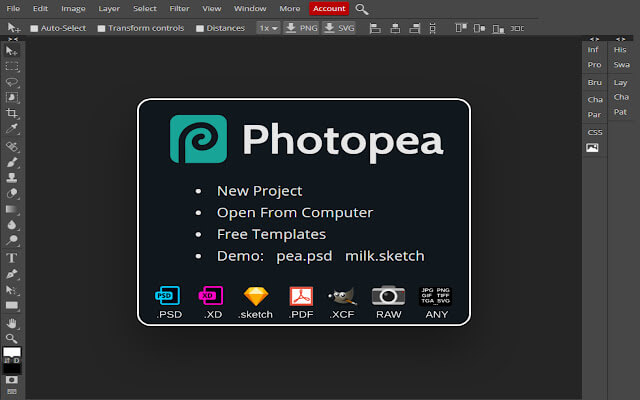 File Edit Image Layer Select Filter View Window More Account
Auto-Select Transform controls Distances 1x PNG SVG
Inf His
Pro Swa
Bru Lay
Cha Cha
Par Pat
CSS
Photopea
New Project
Open From Computer
Free Templates
Demo: pea.psd milk.sketch
PSD XD JPG PNG
GIF TIFF
TGA SVG
.PSD .XD .sketch .PDF .XCF RAW ANY
T
D